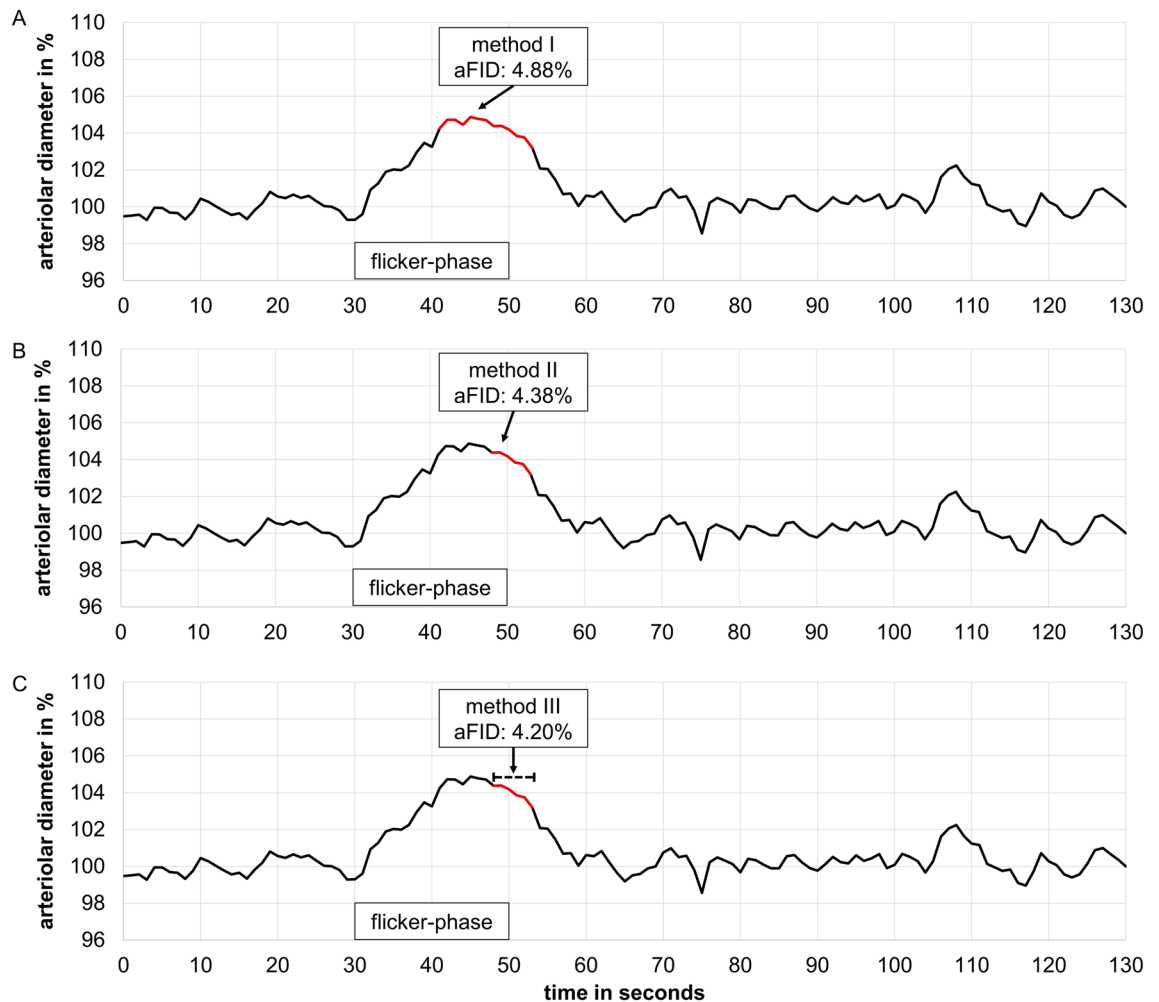 A
arteriolar diameter in %
110
108
106
104
102
100
98
96
method I
aFID: 4.88%
flicker-phase
0 10 20 30 40 50 60 70 80 90 100 110 120 130
B
arteriolar diameter in %
110
108
106
104
102
100
98
96
method II
aFID: 4.38%
flicker-phase
0 10 20 30 40 50 60 70 80 90 100 110 120 130
C
arteriolar diameter in %
110
108
106
104
102
100
98
96
method III
aFID: 4.20%
flicker-phase
0 10 20 30 40 50 60 70 80 90 100 110 120 130
time in seconds